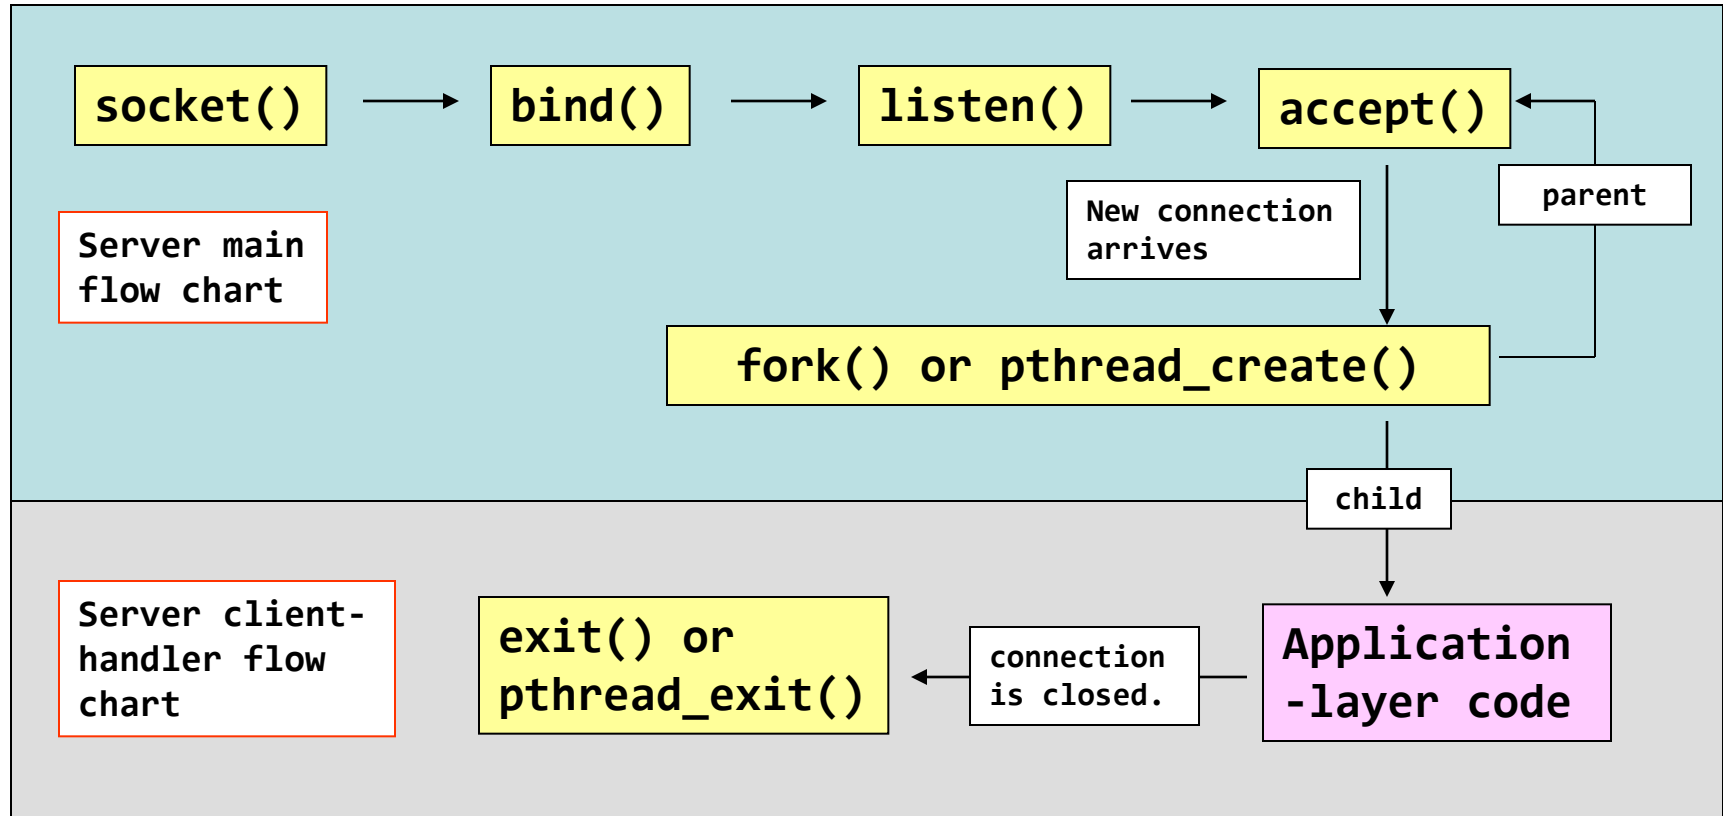 socket()
bind()
listen()
accept()
parent
New connection
arrives
Server main
flow chart
fork() or pthread_create()
child
Server client-
handler flow
chart
exit() or
pthread_exit()
connection
is closed.
Application
-layer code